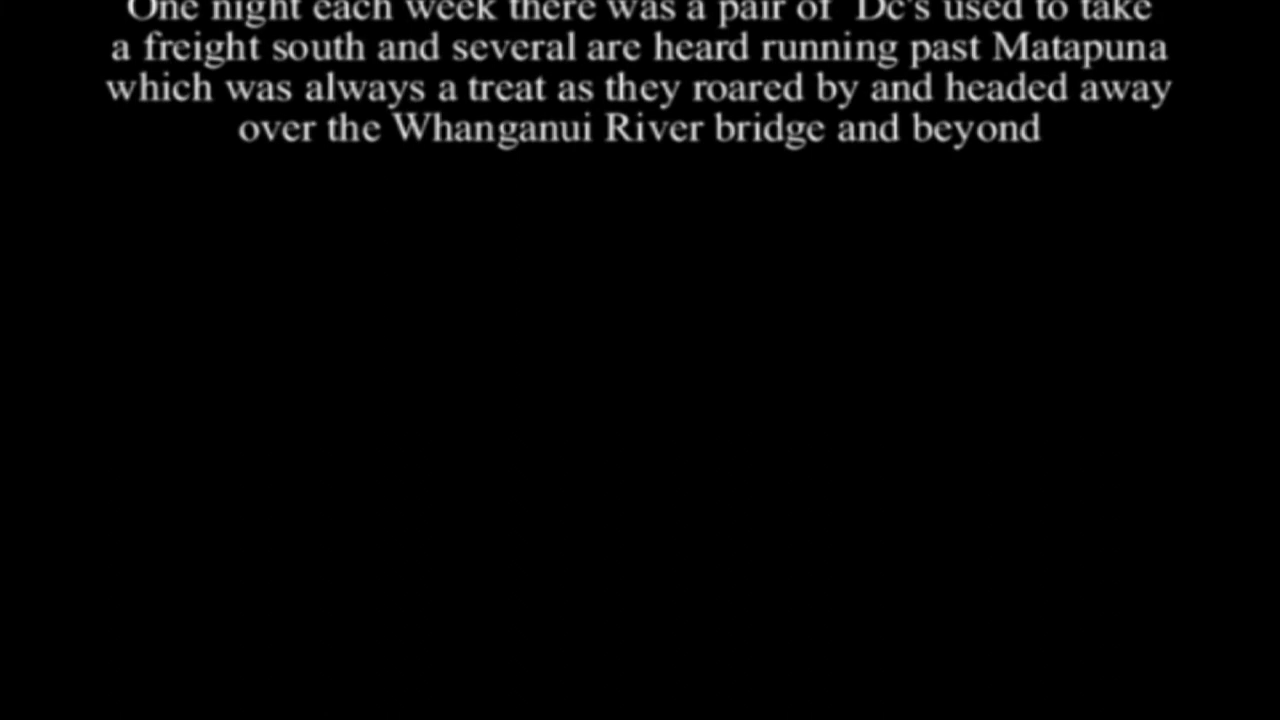 One night each week there was a pair of Dc's used to take
a freight south and several are heard running past Matapuna
which was always a treat as they roared by and headed away
over the Whanganui River bridge and beyond